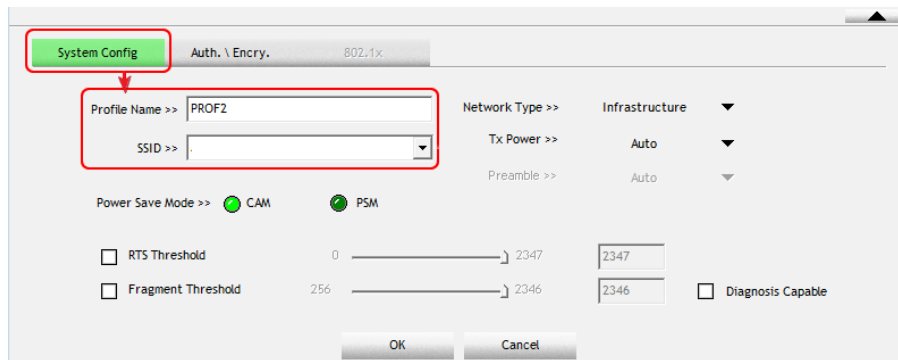 System Config Auth. \ Encry. 802.1x
Profile Name >> PROF2 Network Type >> Infrastructure
SSID >> Tx Power >> Auto
Preamble >> Auto
Power Save Mode >> CAM PSM
RTS Threshold 0 2347 2347
Fragment Threshold 256 2346 2346 Diagnosis Capable
OK Cancel